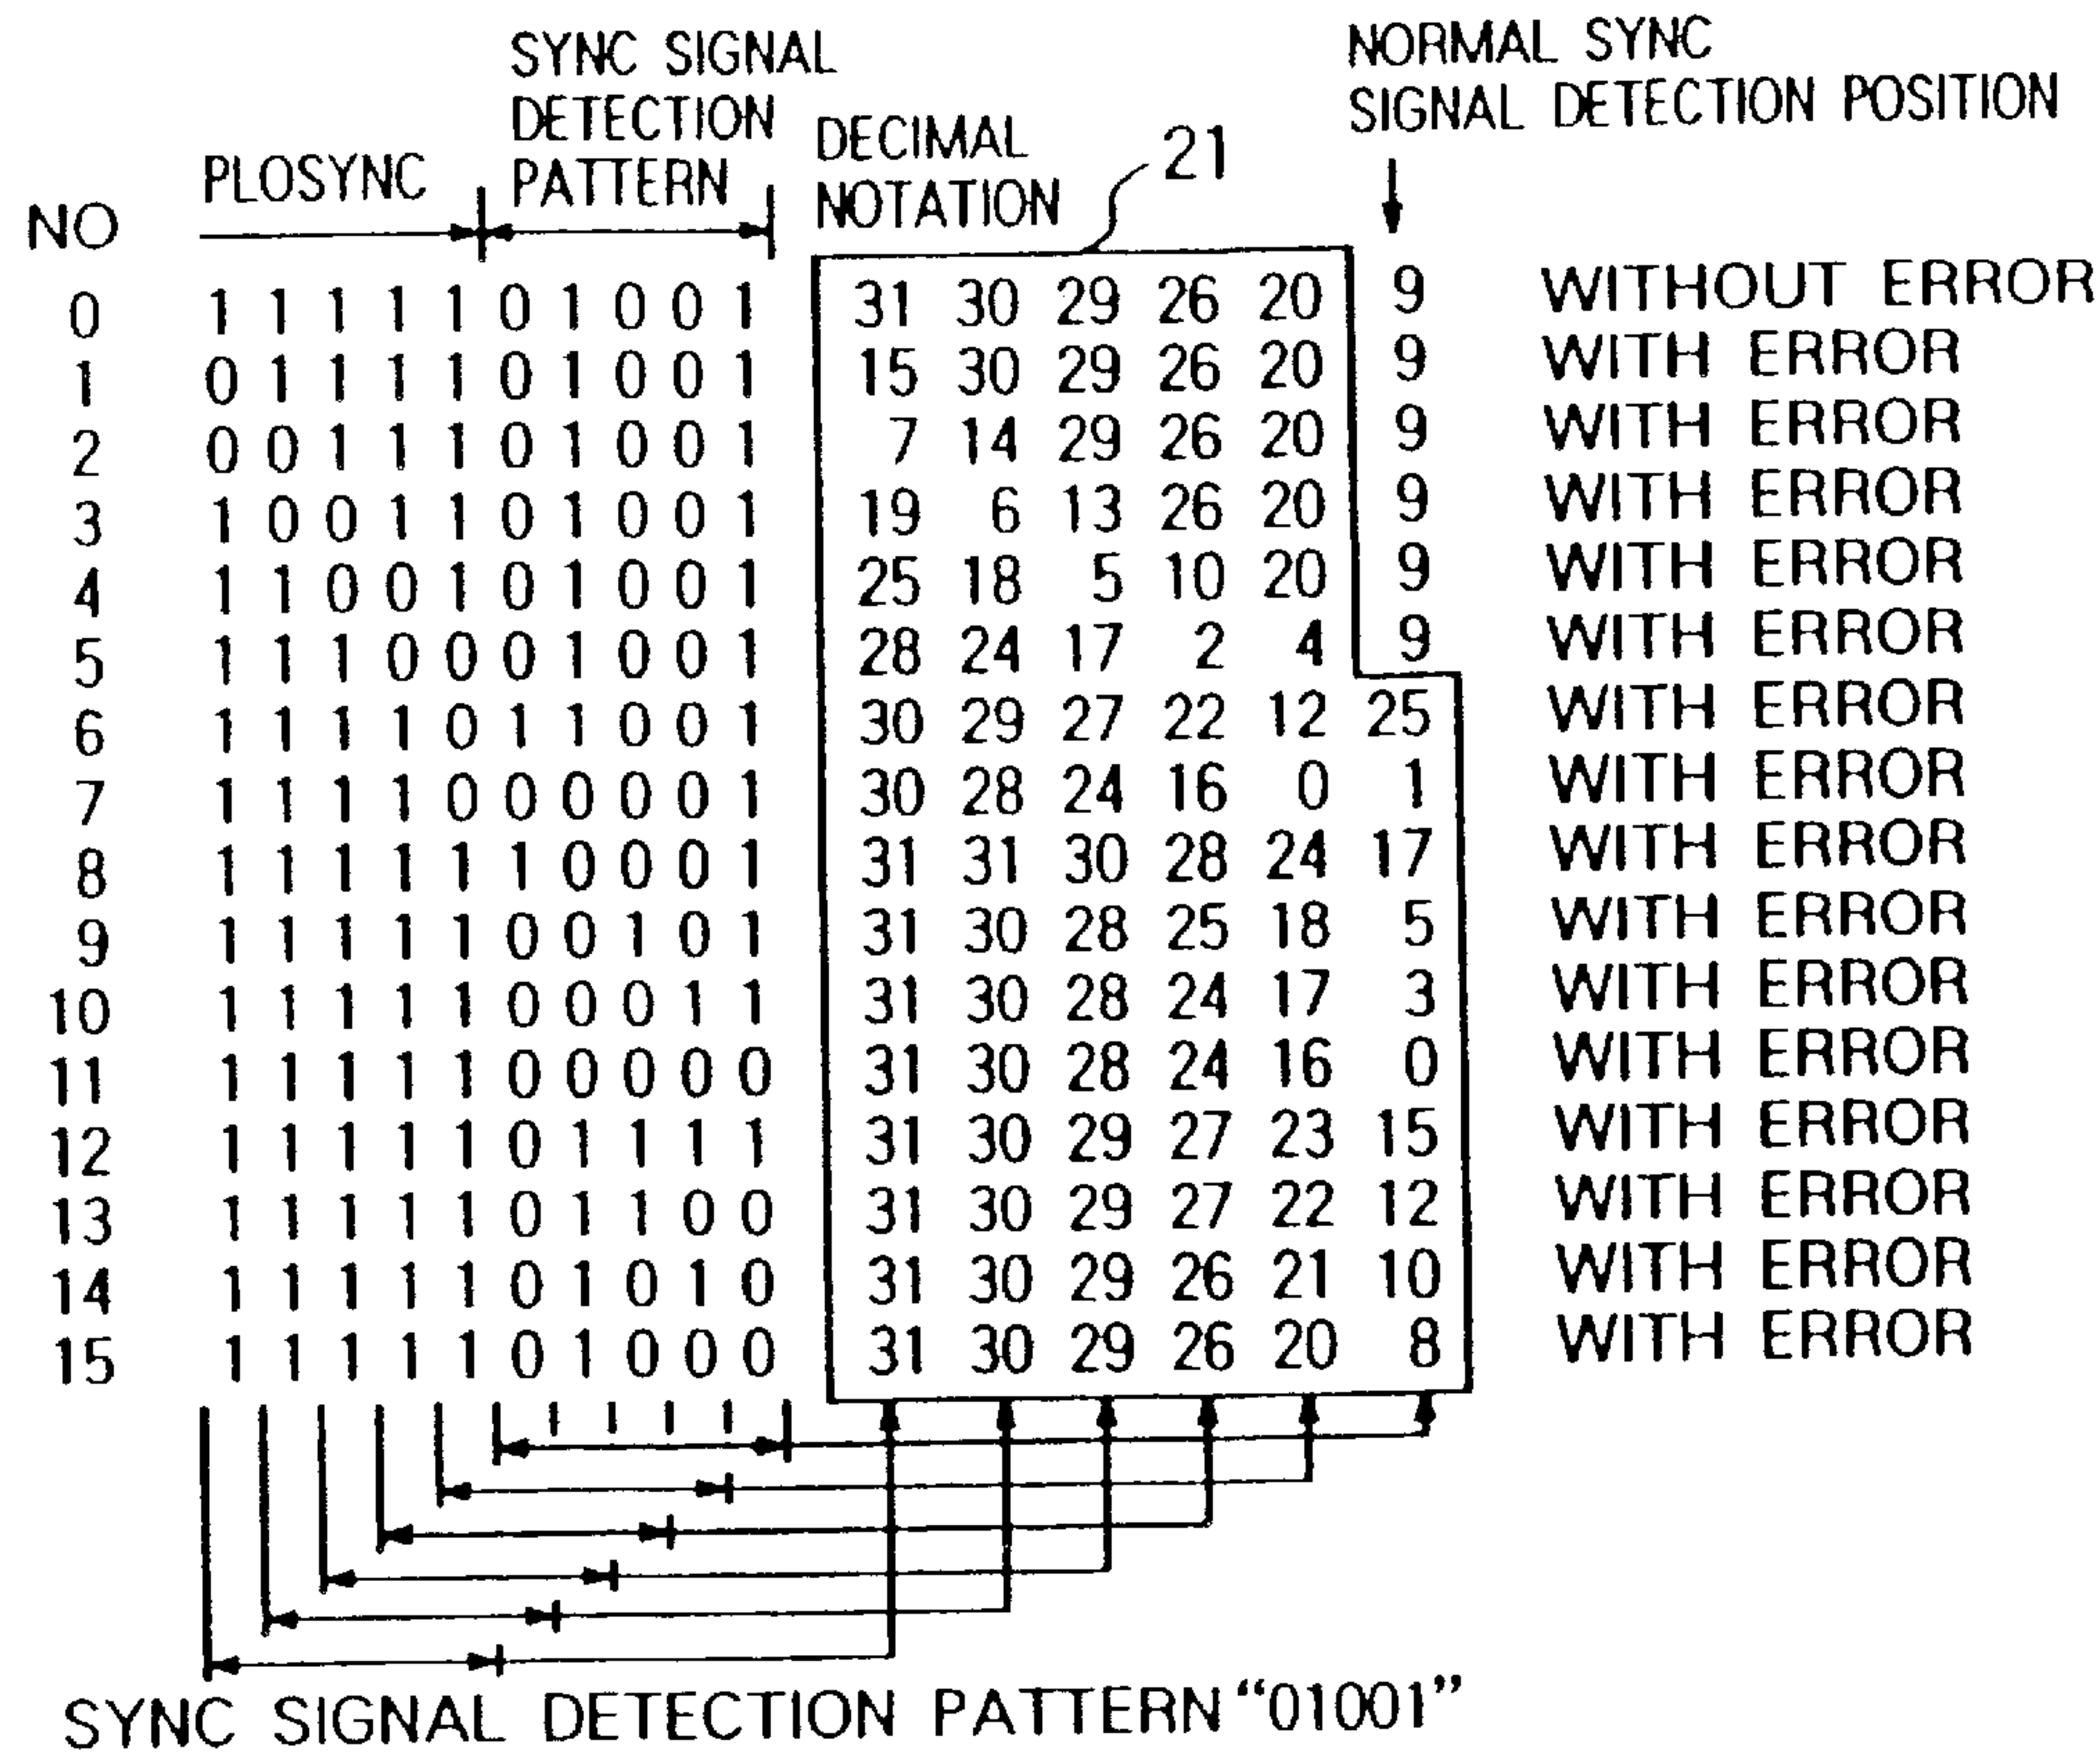 SYNC SIGNAL
DETECTION
PATTERN
NORMAL SYNC
SIGNAL DETECTION POSITION
DECIMAL
NOTATION
21
PLOSYNC
NO
0 1 1 1 1 1 0 1 0 0 1 31 30 29 26 20 9 WITHOUT ERROR
1 0 1 1 1 1 0 1 0 0 1 15 30 29 26 20 9 WITH ERROR
2 0 0 1 1 1 0 1 0 0 1 7 14 29 26 20 9 WITH ERROR
3 1 0 0 1 1 0 1 0 0 1 19 6 13 26 20 9 WITH ERROR
4 1 1 0 0 1 0 1 0 0 1 25 18 5 10 20 9 WITH ERROR
5 1 1 1 0 0 0 1 0 0 1 28 24 17 2 4 9 WITH ERROR
6 1 1 1 1 0 1 1 0 0 1 30 29 27 22 12 25 WITH ERROR
7 1 1 1 1 0 0 0 0 0 1 30 28 24 16 0 1 WITH ERROR
8 1 1 1 1 1 1 0 0 0 1 31 31 30 28 24 17 WITH ERROR
9 1 1 1 1 1 0 0 1 0 1 31 30 28 25 18 5 WITH ERROR
10 1 1 1 1 1 0 0 0 1 1 31 30 28 24 17 3 WITH ERROR
11 1 1 1 1 1 0 0 0 0 0 31 30 28 24 16 0 WITH ERROR
12 1 1 1 1 1 0 1 1 1 1 31 30 29 27 23 15 WITH ERROR
13 1 1 1 1 1 0 1 1 0 0 31 30 29 27 22 12 WITH ERROR
14 1 1 1 1 1 0 1 0 1 0 31 30 29 26 21 10 WITH ERROR
15 1 1 1 1 1 0 1 0 0 0 31 30 29 26 20 8 WITH ERROR
SYNC SIGNAL DETECTION PATTERN “01001”